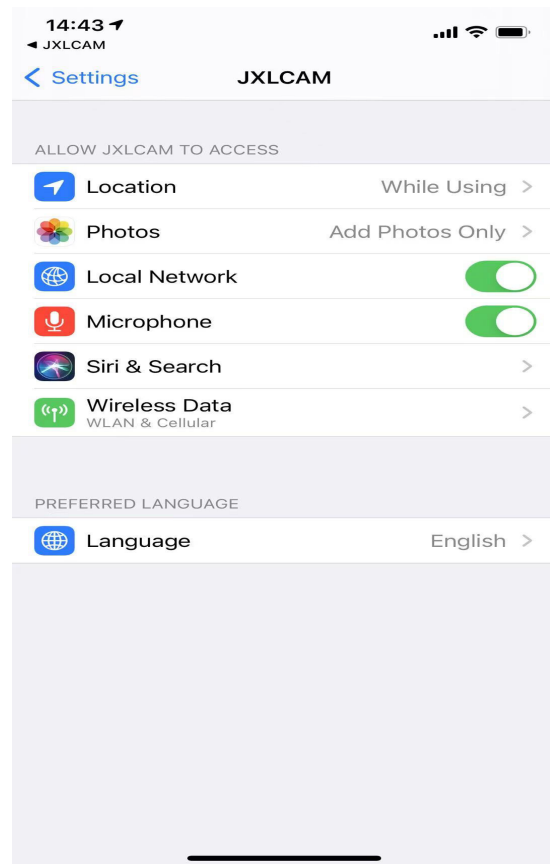 14:43
◀ JXLCAM
Settings
JXLCAM
ALLOW JXLCAM TO ACCESS
Location While Using
Photos Add Photos Only
Local Network
Microphone
Siri & Search
Wireless Data
WLAN & Cellular
PREFERRED LANGUAGE
Language English